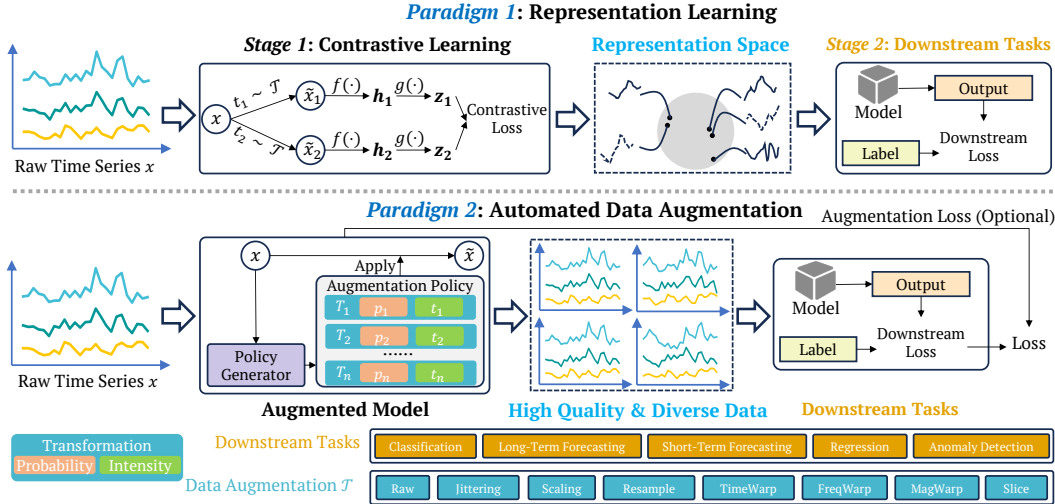 Paradigm 1: Representation Learning
Stage 1: Contrastive Learning
Representation Space
Stage 2: Downstream Tasks
Raw Time Series x
x
t₁ ~ 𝒯
t₂ ~ 𝒯
x̃₁ f(·) h₁ g(·) z₁
x̃₂ f(·) h₂ g(·) z₂
Contrastive
Loss
Model
Output
Label
Downstream
Loss
Paradigm 2: Automated Data Augmentation
Augmentation Loss (Optional)
Raw Time Series x
x
x̃
Apply
Augmentation Policy
T₁ p₁ t₁
T₂ p₂ t₂
......
Tₙ pₙ tₙ
Policy
Generator
Augmented Model
High Quality & Diverse Data
Model
Output
Label
Downstream
Loss
Loss
Downstream Tasks
Transformation
Probability Intensity
Downstream Tasks
Classification Long-Term Forecasting Short-Term Forecasting Regression Anomaly Detection
Data Augmentation 𝒯
Raw Jittering Scaling Resample TimeWarp FreqWarp MagWarp Slice